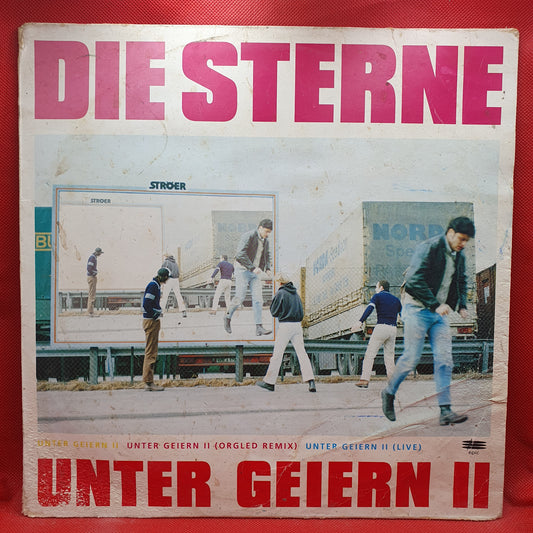 DIE STERNE
STRÖER
STRÖER
NORD
BU
UNTER GEIERN II UNTER GEIERN II (ORGLED REMIX) UNTER GEIERN II (LIVE)
epic
UNTER GEIERN II